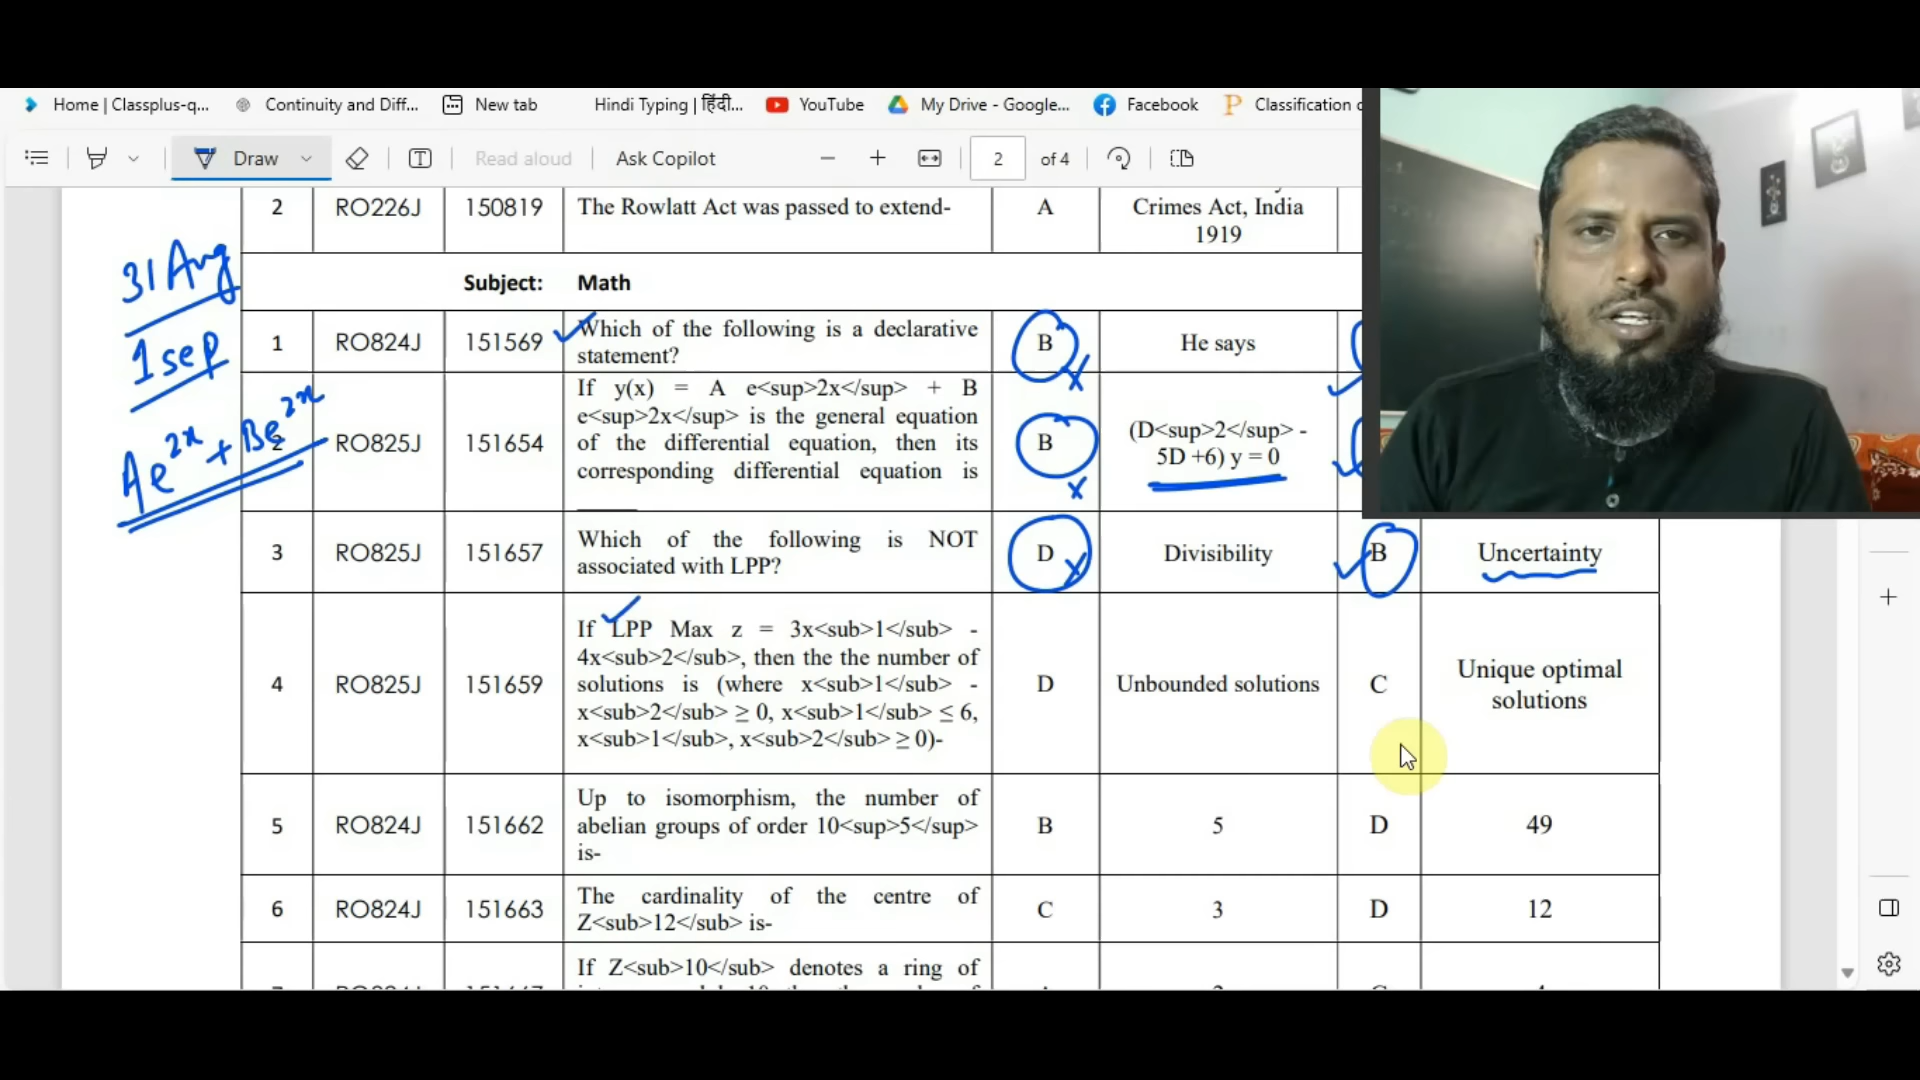 Home | Classplus-q...
Continuity and Diff...
New tab
Hindi Typing | हिंदी...
YouTube
My Drive - Google...
Facebook
Classification
Draw
Read aloud
Ask Copilot
2
of 4
2
RO226J
150819
The Rowlatt Act was passed to extend-
A
Crimes Act, India
1919
31 Aug
1 sep
Ae^2x + Be^2x
Subject:
Math
1
RO824J
151569
Which of the following is a declarative
statement?
B
x
He says
2
RO825J
151654
If y(x) = A e<sup>2x</sup> + B
e<sup>2x</sup> is the general equation
of the differential equation, then its
corresponding differential equation is
B
x
(D<sup>2</sup> -
5D +6) y = 0
3
RO825J
151657
Which of the following is NOT
associated with LPP?
D
x
Divisibility
B
Uncertainty
4
RO825J
151659
If LPP Max z = 3x<sub>1</sub> -
4x<sub>2</sub>, then the the number of
solutions is (where x<sub>1</sub> -
x<sub>2</sub> ≥ 0, x<sub>1</sub> ≤ 6,
x<sub>1</sub>, x<sub>2</sub> ≥ 0)-
D
Unbounded solutions
C
Unique optimal
solutions
5
RO824J
151662
Up to isomorphism, the number of
abelian groups of order 10<sup>5</sup>
is-
B
5
D
49
6
RO824J
151663
The cardinality of the centre of
Z<sub>12</sub> is-
C
3
D
12
If Z<sub>10</sub> denotes a ring of